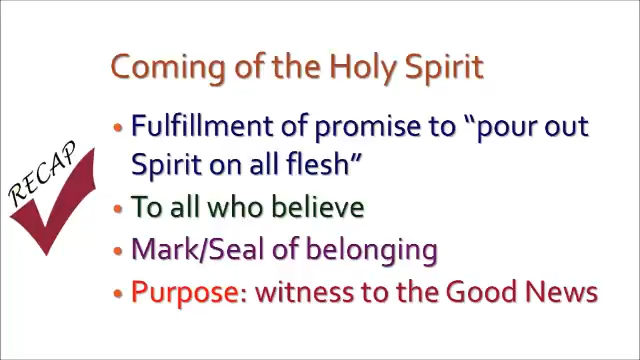 Coming of the Holy Spirit
RECAP
• Fulfillment of promise to “pour out
Spirit on all flesh”
• To all who believe
• Mark/Seal of belonging
• Purpose: witness to the Good News